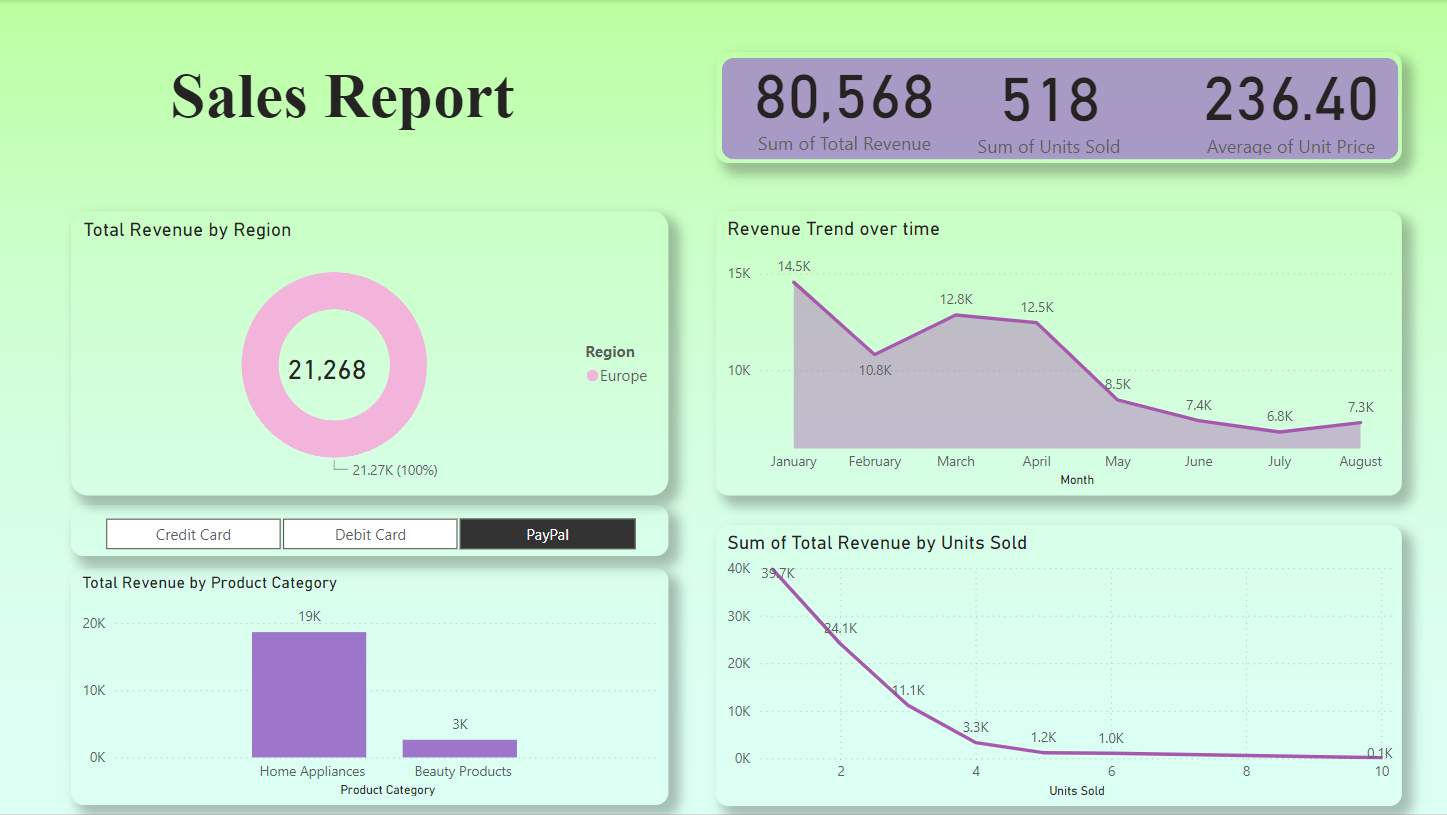 Sales Report
80,568
Sum of Total Revenue
518
Sum of Units Sold
236.40
Average of Unit Price
Total Revenue by Region
21,268
21.27K (100%)
Region
Europe
Revenue Trend over time
15K
10K
14.5K
10.8K
12.8K
12.5K
8.5K
7.4K
6.8K
7.3K
January February March April May June July August
Month
Credit Card Debit Card PayPal
Total Revenue by Product Category
20K
10K
0K
19K
3K
Home Appliances Beauty Products
Product Category
Sum of Total Revenue by Units Sold
40K
30K
20K
10K
0K
39.7K
24.1K
11.1K
3.3K
1.2K
1.0K
0.1K
2 4 6 8 10
Units Sold